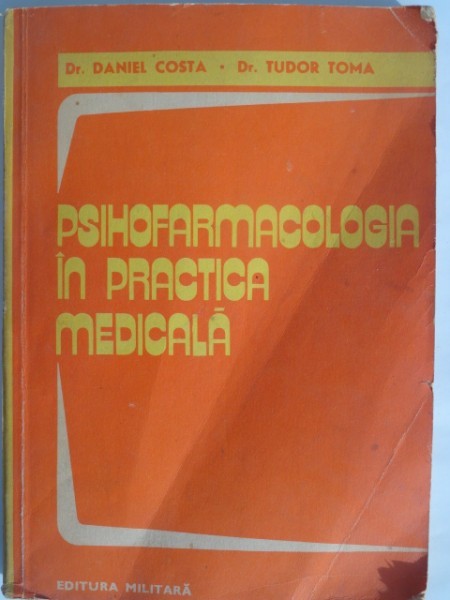 Dr. DANIEL COSTA • Dr. TUDOR TOMA
PSIHOFARMACOLOGIA
ÎN PRACTICA
MEDICALĂ
EDITURA MILITARĂ